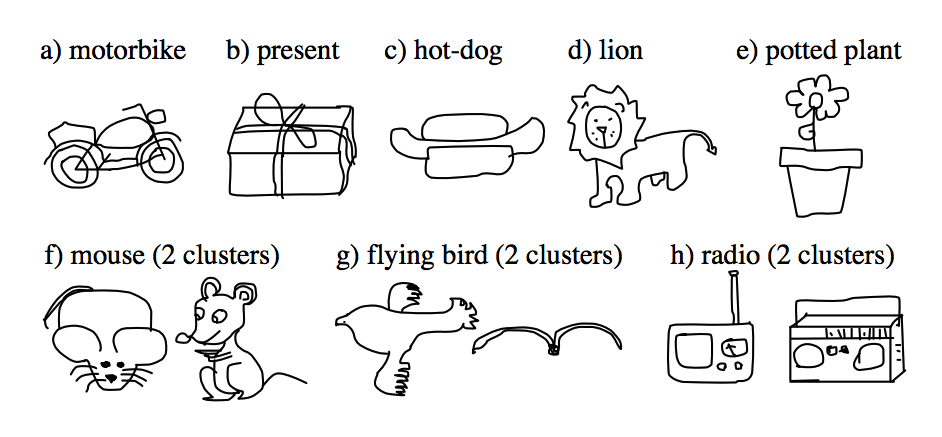 a) motorbike b) present c) hot-dog d) lion e) potted plant
f) mouse (2 clusters) g) flying bird (2 clusters) h) radio (2 clusters)